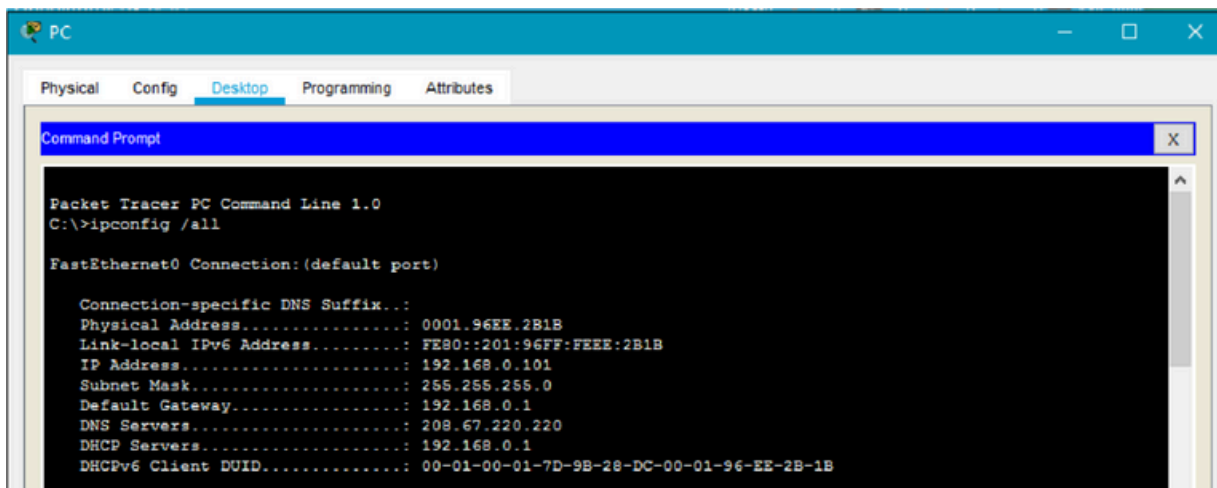 PC
Physical Config Desktop Programming Attributes
Command Prompt
X
Packet Tracer PC Command Line 1.0
C:\>ipconfig /all
FastEthernet0 Connection:(default port)
Connection-specific DNS Suffix..:
Physical Address................: 0001.96EE.2B1B
Link-local IPv6 Address.........: FE80::201:96FF:FEEE:2B1B
IP Address......................: 192.168.0.101
Subnet Mask.....................: 255.255.255.0
Default Gateway.................: 192.168.0.1
DNS Servers.....................: 208.67.220.220
DHCP Servers....................: 192.168.0.1
DHCPv6 Client DUID..............: 00-01-00-01-7D-9B-28-DC-00-01-96-EE-2B-1B